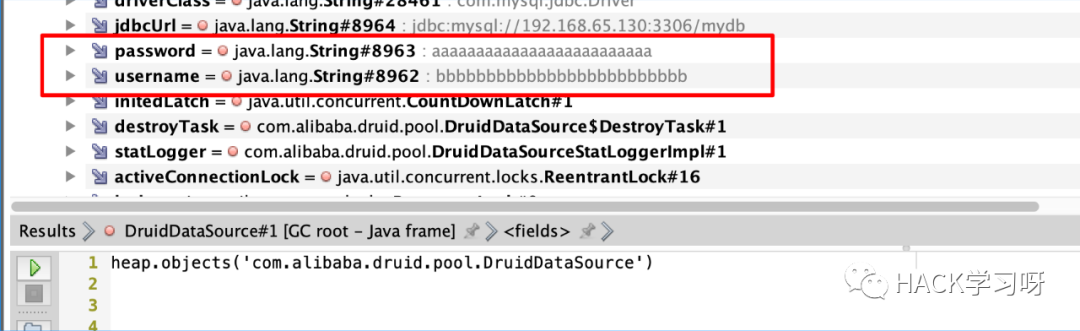 driverClass = java.lang.String#28461 : com.mysql.jdbc.Driver
jdbcUrl = java.lang.String#8964 : jdbc:mysql://192.168.65.130:3306/mydb
password = java.lang.String#8963 : aaaaaaaaaaaaaaaaaaaaaaaaaa
username = java.lang.String#8962 : bbbbbbbbbbbbbbbbbbbbbbbbbb
initedLatch = java.util.concurrent.CountDownLatch#1
destroyTask = com.alibaba.druid.pool.DruidDataSource$DestroyTask#1
statLogger = com.alibaba.druid.pool.DruidDataSourceStatLoggerImpl#1
activeConnectionLock = java.util.concurrent.locks.ReentrantLock#16
Results DruidDataSource#1 [GC root - Java frame] <fields>
1 heap.objects('com.alibaba.druid.pool.DruidDataSource')
2
3
4
HACK学习呀